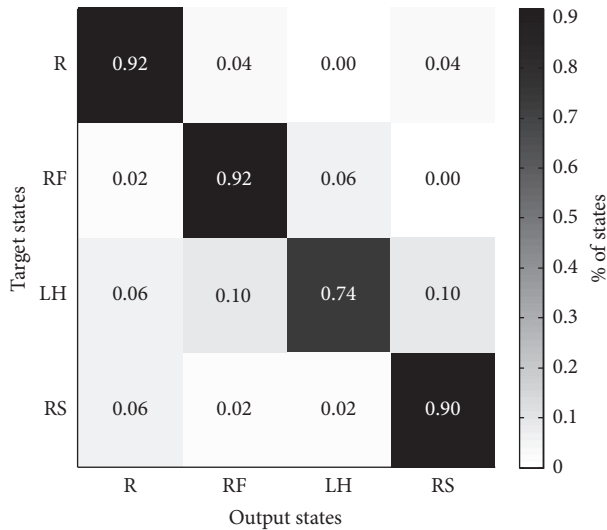 R 0.92 0.04 0.00 0.04
RF 0.02 0.92 0.06 0.00
LH 0.06 0.10 0.74 0.10
RS 0.06 0.02 0.02 0.90
R RF LH RS
Output states
Target states
0.9
0.8
0.7
0.6
0.5
0.4
0.3
0.2
0.1
0
% of states